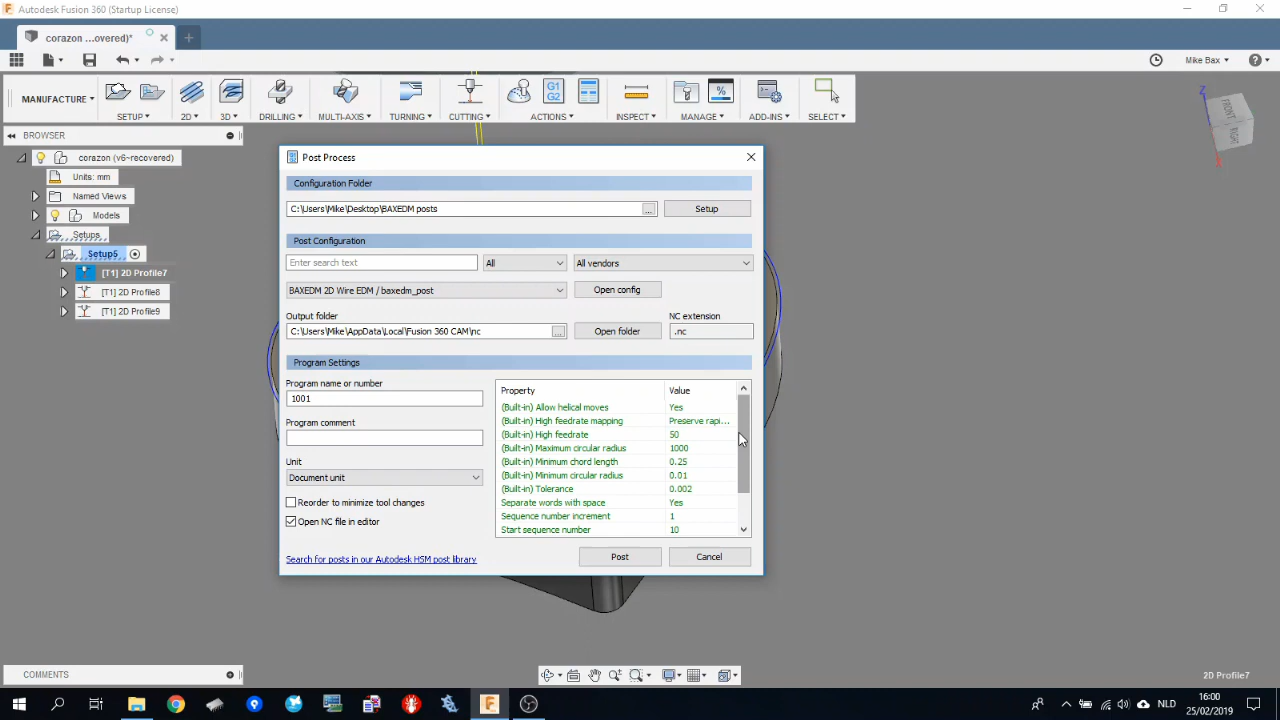 Autodesk Fusion 360 (Startup License)
corazon ...overed)*
Mike Bax
MANUFACTURE
G1
G2
%
SETUP
2D
3D
DRILLING
MULTI-AXIS
TURNING
CUTTING
ACTIONS
INSPECT
MANAGE
ADD-INS
SELECT
BROWSER
corazon (v6~recovered)
Units: mm
Named Views
Models
Setups
Setup5
[T1] 2D Profile7
[T1] 2D Profile8
[T1] 2D Profile9
Z
FRONT
RIGHT
X
Post Process
Configuration Folder
C:\Users\Mike\Desktop\BAXEDM posts
...
Setup
Post Configuration
Enter search text
All
All vendors
BAXEDM 2D Wire EDM / baxedm_post
Open config
Output folder
NC extension
C:\Users\Mike\AppData\Local\Fusion 360 CAM\nc
...
Open folder
.nc
Program Settings
Program name or number
1001
Program comment
Unit
Document unit
Reorder to minimize tool changes
Open NC file in editor
Property Value
(Built-in) Allow helical moves Yes
(Built-in) High feedrate mapping Preserve rapi...
(Built-in) High feedrate 50
(Built-in) Maximum circular radius 1000
(Built-in) Minimum chord length 0.25
(Built-in) Minimum circular radius 0.01
(Built-in) Tolerance 0.002
Separate words with space Yes
Sequence number increment 1
Start sequence number 10
Search for posts in our Autodesk HSM post library
Post
Cancel
COMMENTS
2D Profile7
NLD
16:00
25/02/2019